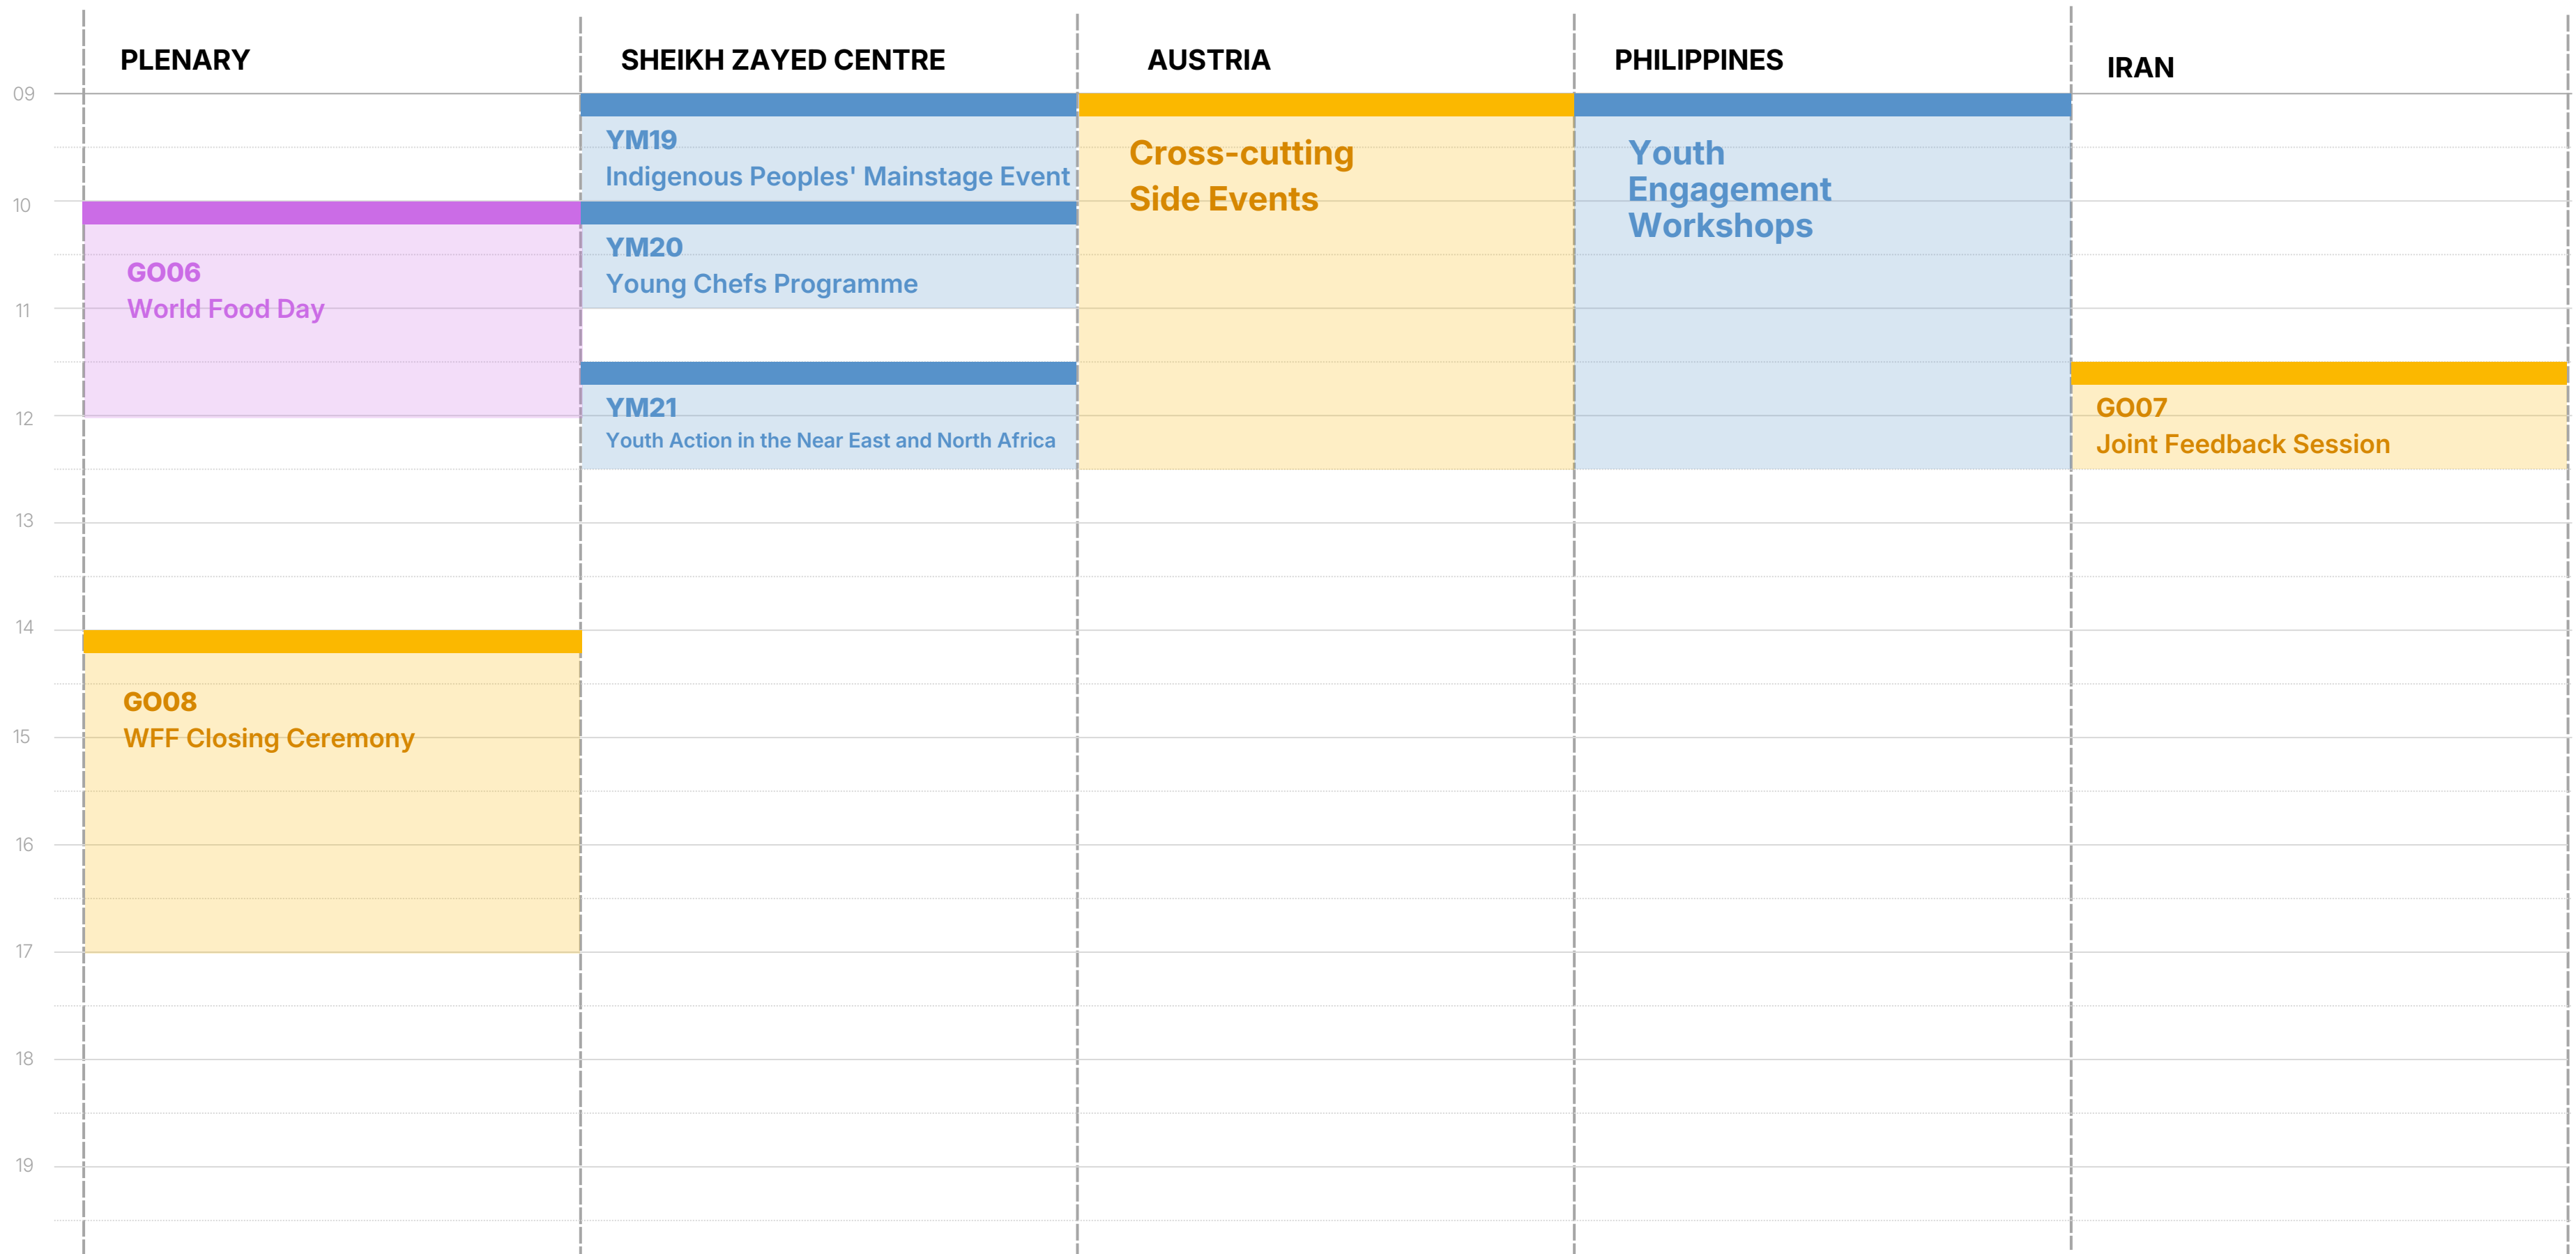 PLENARY
SHEIKH ZAYED CENTRE
AUSTRIA
PHILIPPINES
IRAN
09
YM19
Indigenous Peoples' Mainstage Event
Cross-cutting
Side Events
Youth
Engagement
Workshops
10
GO06
World Food Day
YM20
Young Chefs Programme
11
YM21
Youth Action in the Near East and North Africa
GO07
Joint Feedback Session
12
13
14
GO08
WFF Closing Ceremony
15
16
17
18
19